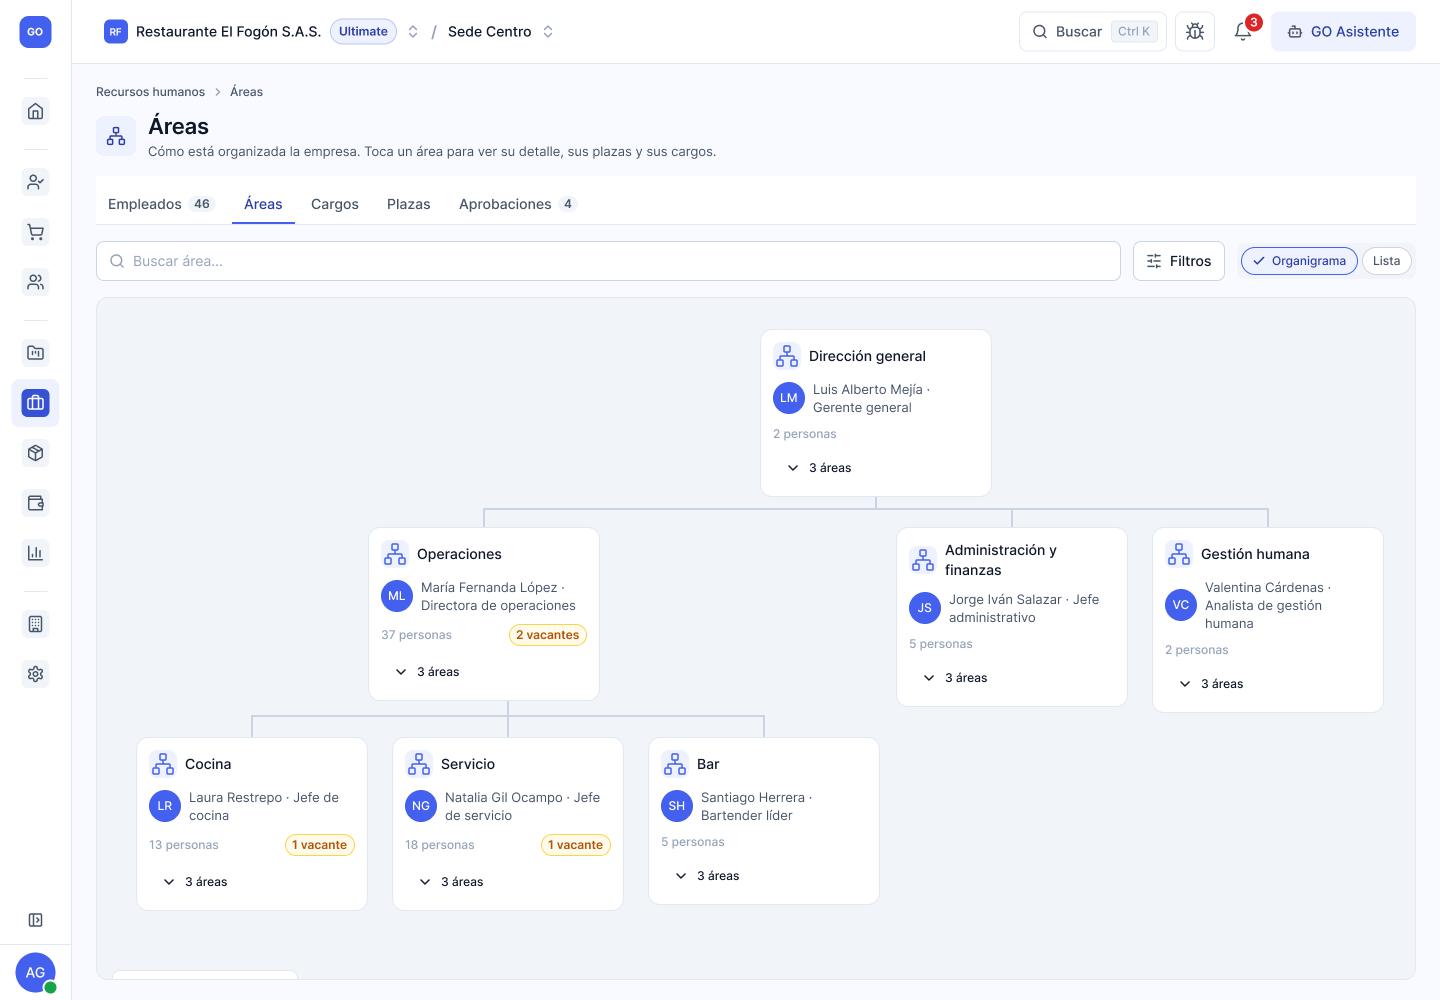 GO
RF
Restaurante El Fogón S.A.S.
Ultimate
/
Sede Centro
Buscar
Ctrl K
3
GO Asistente
Recursos humanos
Áreas
Áreas
Cómo está organizada la empresa. Toca un área para ver su detalle, sus plazas y sus cargos.
Empleados 46
Áreas
Cargos
Plazas
Aprobaciones 4
Buscar área...
Filtros
Organigrama
Lista
Dirección general
LM
Luis Alberto Mejía ·
Gerente general
2 personas
3 áreas
Operaciones
ML
María Fernanda López ·
Directora de operaciones
37 personas
2 vacantes
3 áreas
Administración y
finanzas
JS
Jorge Iván Salazar · Jefe
administrativo
5 personas
3 áreas
Gestión humana
VC
Valentina Cárdenas ·
Analista de gestión
humana
2 personas
3 áreas
Cocina
LR
Laura Restrepo · Jefe de
cocina
13 personas
1 vacante
3 áreas
Servicio
NG
Natalia Gil Ocampo · Jefe
de servicio
18 personas
1 vacante
3 áreas
Bar
SH
Santiago Herrera ·
Bartender líder
5 personas
3 áreas
AG